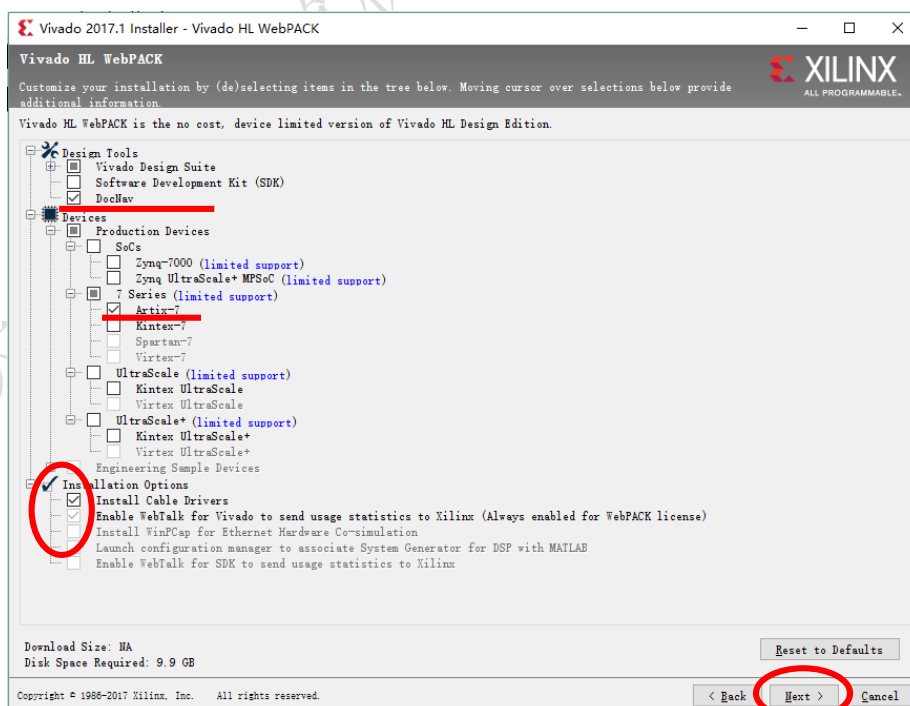 Vivado 2017.1 Installer - Vivado HL WebPACK
Vivado HL WebPACK
XILINX
ALL PROGRAMMABLE
Customize your installation by (de)selecting items in the tree below. Moving cursor over selections below provide
additional information.
Vivado HL WebPACK is the no cost, device limited version of Vivado HL Design Edition.
Design Tools
Vivado Design Suite
Software Development Kit (SDK)
DocNav
Devices
Production Devices
SoCs
Zynq-7000 (limited support)
Zynq UltraScale+ MPSoC (limited support)
7 Series (limited support)
Artix-7
Kintex-7
Spartan-7
Virtex-7
UltraScale (limited support)
Kintex UltraScale
Virtex UltraScale
UltraScale+ (limited support)
Kintex UltraScale+
Virtex UltraScale+
Engineering Sample Devices
Installation Options
Install Cable Drivers
Enable WebTalk for Vivado to send usage statistics to Xilinx (Always enabled for WebPACK license)
Install WinPCap for Ethernet Hardware Co-simulation
Launch configuration manager to associate System Generator for DSP with MATLAB
Enable WebTalk for SDK to send usage statistics to Xilinx
Download Size: NA
Disk Space Required: 9.9 GB
Reset to Defaults
Copyright © 1986-2017 Xilinx, Inc. All rights reserved.
< Back
Next >
Cancel